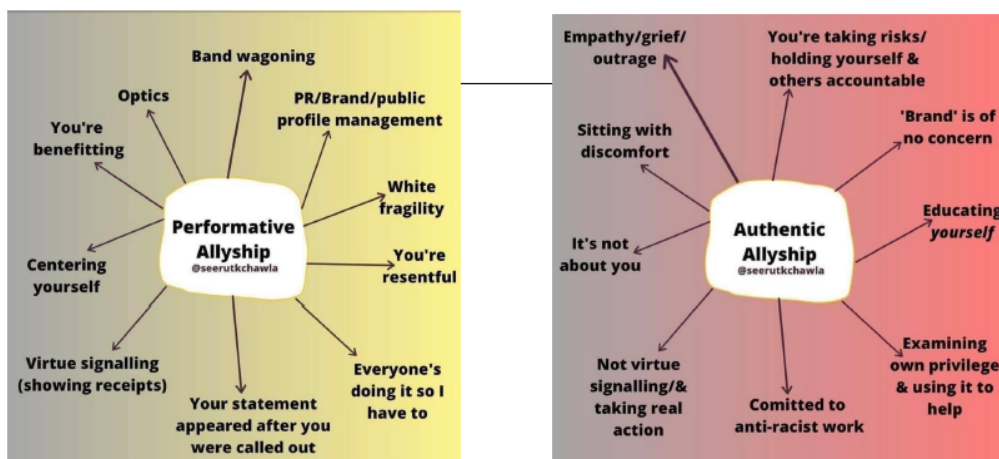 Band wagoning
Optics
PR/Brand/public
profile management
You're
benefitting
White
fragility
Performative
Allyship
@seerutkchawla
Centering
yourself
You're
resentful
Virtue signalling
(showing receipts)
Everyone's
doing it so I
have to
Your statement
appeared after you
were called out
Empathy/grief/
outrage
You're taking risks/
holding yourself &
others accountable
Sitting with
discomfort
'Brand' is of
no concern
Authentic
Allyship
@seerutkchawla
Educating
yourself
It's not
about you
Not virtue
signalling/&
taking real
action
Comitted to
anti-racist work
Examining
own privilege
& using it to
help